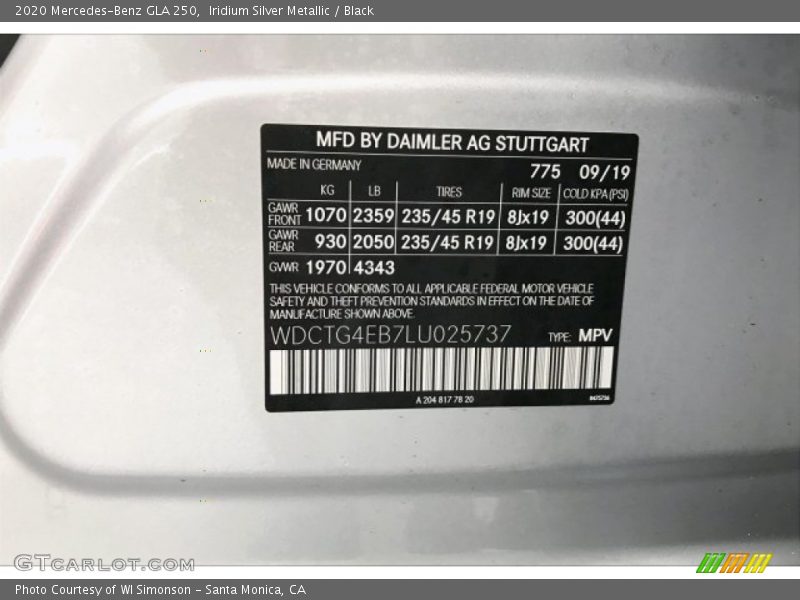 2020 Mercedes-Benz GLA 250,  Iridium Silver Metallic / Black
MFD BY DAIMLER AG STUTTGART
MADE IN GERMANY 775 09/19
KG LB TIRES RIM SIZE COLD KPA (PSI)
GAWR FRONT 1070 2359 235/45 R19 8Jx19 300(44)
GAWR REAR 930 2050 235/45 R19 8Jx19 300(44)
GVWR 1970 4343
THIS VEHICLE CONFORMS TO ALL APPLICABLE FEDERAL MOTOR VEHICLE
SAFETY AND THEFT PREVENTION STANDARDS IN EFFECT ON THE DATE OF
MANUFACTURE SHOWN ABOVE.
WDCTG4EB7LU025737 TYPE: MPV
A 204 817 78 20
GTCARLOT.COM
Photo Courtesy of WI Simonson - Santa Monica, CA